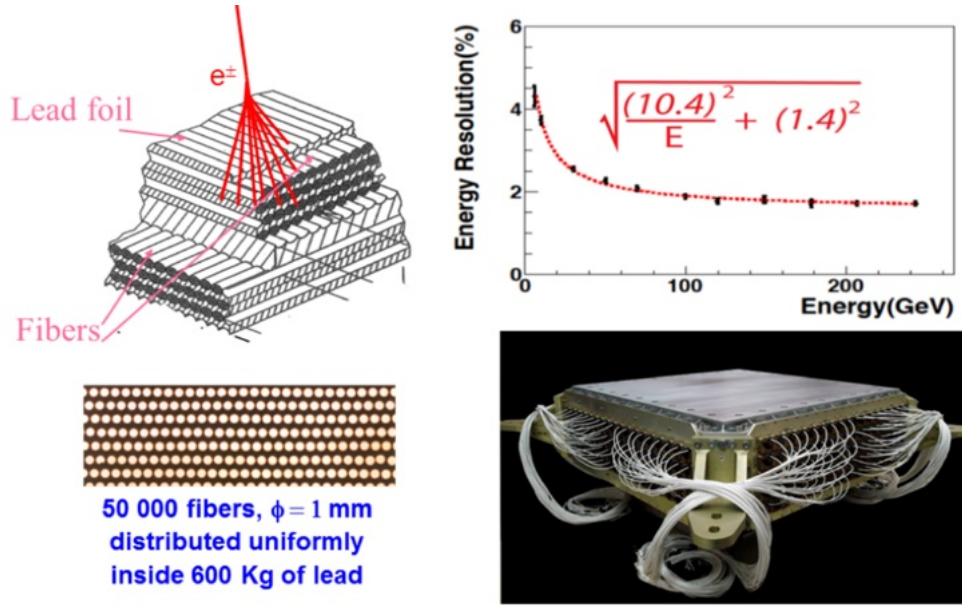 e±
Lead foil
Fibers
50 000 fibers, ϕ = 1 mm
distributed uniformly
inside 600 Kg of lead
Energy Resolution(%)
6
4
2
0
√((10.4)²/E + (1.4)²)
0 100 200
Energy(GeV)